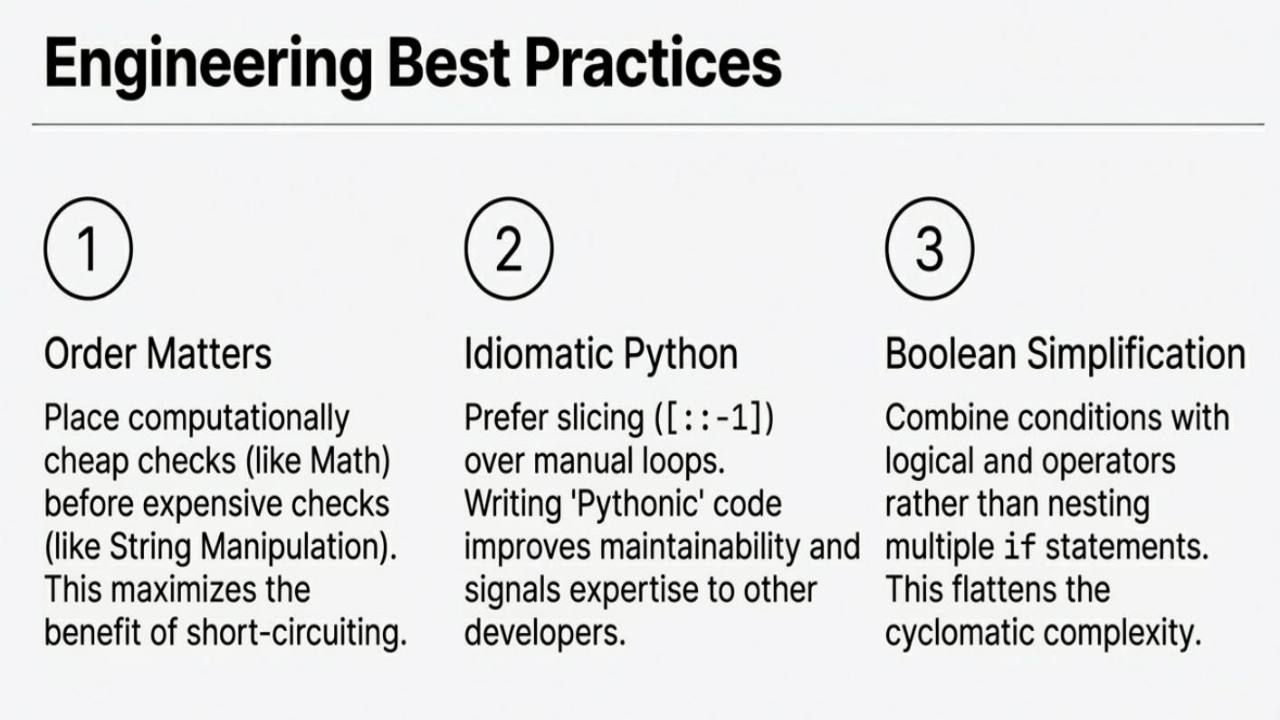 Engineering Best Practices
1
Order Matters
Place computationally
cheap checks (like Math)
before expensive checks
(like String Manipulation).
This maximizes the
benefit of short-circuiting.
2
Idiomatic Python
Prefer slicing ([::-1])
over manual loops.
Writing 'Pythonic' code
improves maintainability and
signals expertise to other
developers.
3
Boolean Simplification
Combine conditions with
logical and operators
rather than nesting
multiple if statements.
This flattens the
cyclomatic complexity.